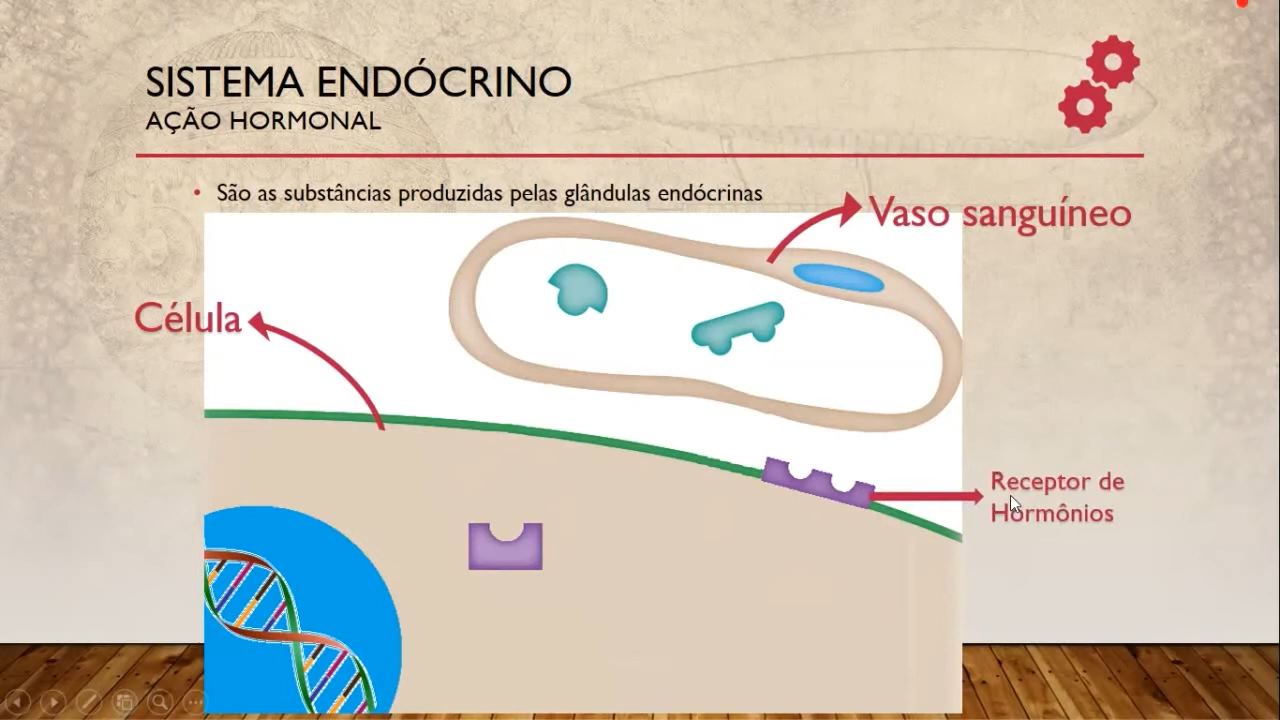 SISTEMA ENDÓCRINO
AÇÃO HORMONAL
• São as substâncias produzidas pelas glândulas endócrinas
Vaso sanguíneo
Célula
Receptor de
Hormônios